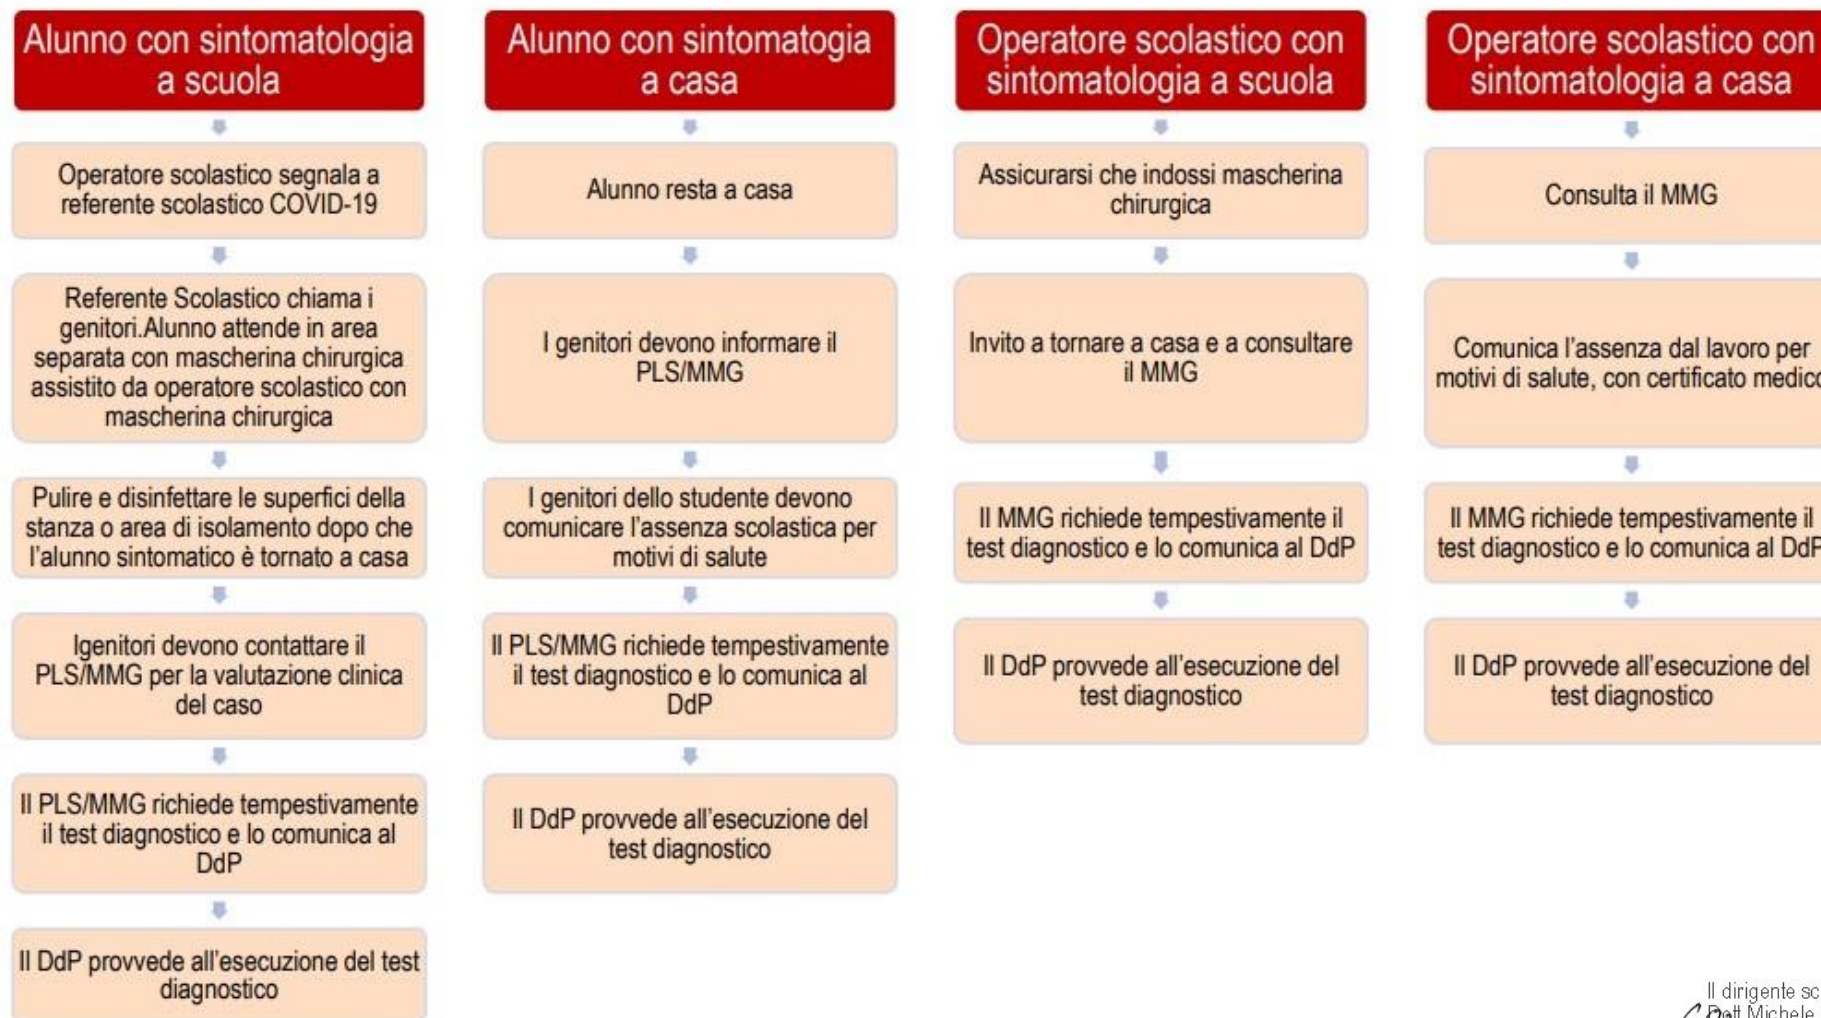 Alunno con sintomatologia
a scuola
Operatore scolastico segnala a
referente scolastico COVID-19
Referente Scolastico chiama i
genitori.Alunno attende in area
separata con mascherina chirurgica
assistito da operatore scolastico con
mascherina chirurgica
Pulire e disinfettare le superfici della
stanza o area di isolamento dopo che
l'alunno sintomatico è tornato a casa
Igenitori devono contattare il
PLS/MMG per la valutazione clinica
del caso
Il PLS/MMG richiede tempestivamente
il test diagnostico e lo comunica al
DdP
Il DdP provvede all'esecuzione del test
diagnostico
Alunno con sintomatogia
a casa
Alunno resta a casa
I genitori devono informare il
PLS/MMG
I genitori dello studente devono
comunicare l'assenza scolastica per
motivi di salute
Il PLS/MMG richiede tempestivamente
il test diagnostico e lo comunica al
DdP
Il DdP provvede all'esecuzione del
test diagnostico
Operatore scolastico con
sintomatologia a scuola
Assicurarsi che indossi mascherina
chirurgica
Invito a tornare a casa e a consultare
il MMG
Il MMG richiede tempestivamente il
test diagnostico e lo comunica al DdP
Il DdP provvede all'esecuzione del
test diagnostico
Operatore scolastico con
sintomatologia a casa
Consulta il MMG
Comunica l'assenza dal lavoro per
motivi di salute, con certificato medico
Il MMG richiede tempestivamente il
test diagnostico e lo comunica al DdP
Il DdP provvede all'esecuzione del
test diagnostico
Il dirigente sc
Dott Michele